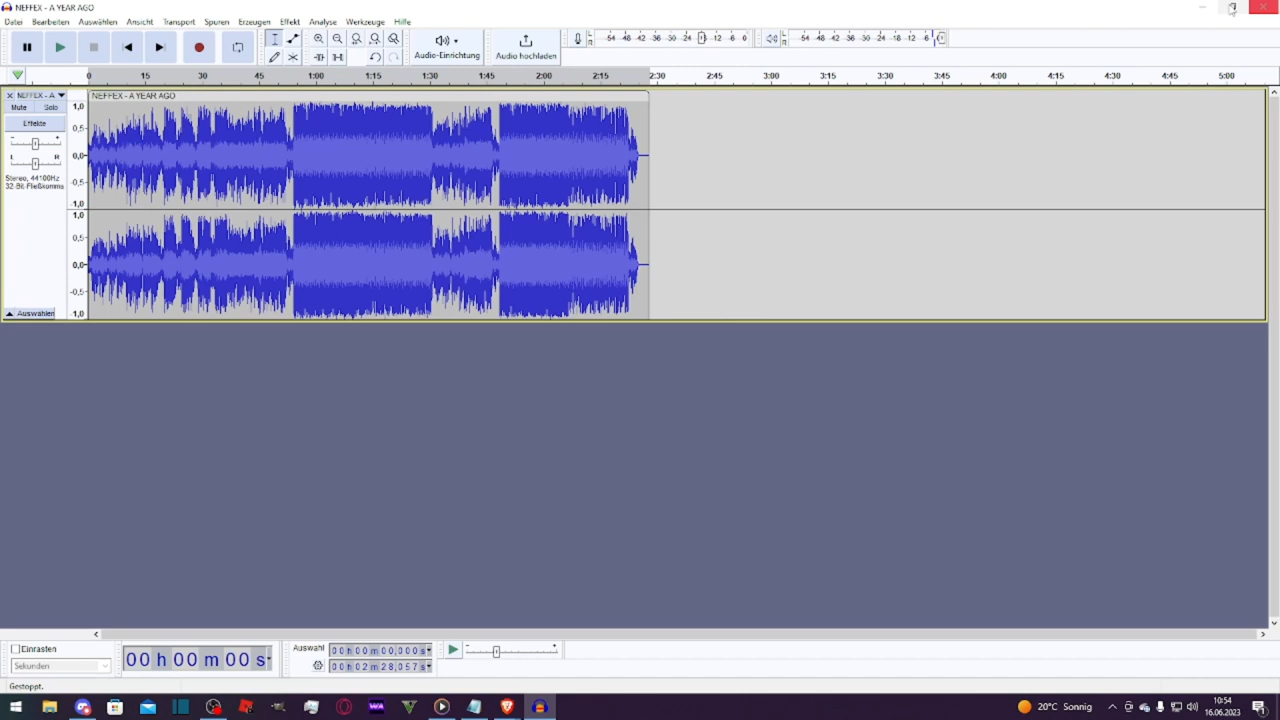 NEFFEX - A YEAR AGO
Datei Bearbeiten Auswählen Ansicht Transport Spuren Erzeugen Effekt Analyse Werkzeuge Hilfe
-54 -48 -42 -36 -30 -24 -18 -12 -6 0
-54 -48 -42 -36 -30 -24 -18 -12 -6
Audio-Einrichtung
Audio hochladen
0 15 30 45 1:00 1:15 1:30 1:45 2:00 2:15 2:30 2:45 3:00 3:15 3:30 3:45 4:00 4:15 4:30 4:45 5:00
NEFFEX - A
NEFFEX - A YEAR AGO
Mute Solo
Effekte
- +
L R
Stereo, 44100Hz
32-Bit-Fließkomma
Auswählen
1,0
0,5-
0,0-
-0,5-
-1,0
1,0
0,5-
0,0-
-0,5-
-1,0
Einrasten
Sekunden
00 h 00 m 00 s
Auswahl
00 h 00 m 00,000 s
00 h 02 m 28,057 s
- +
Gestoppt.
WA
20°C Sonnig
10:54
16.06.2023